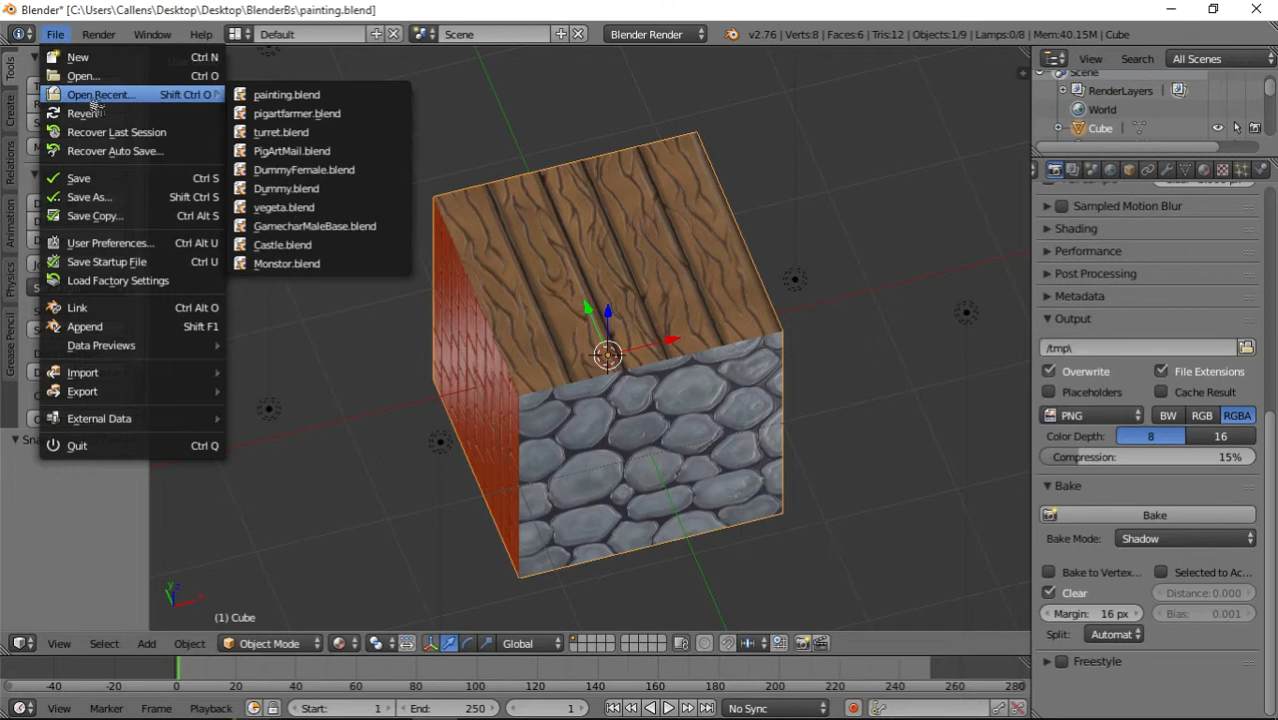 Blender* [C:\Users\Callens\Desktop\Desktop\BlenderBs\painting.blend]
File Render Window Help Default Scene Blender Render v2.76 | Verts:8 | Faces:6 | Tris:12 | Objects:1/9 | Lamps:0/8 | Mem:40.15M | Cube
View Search All Scenes
New Ctrl N
Open... Ctrl O
Open Recent... Shift Ctrl O
Revert
Recover Last Session
Recover Auto Save...
Save Ctrl S
Save As... Shift Ctrl S
Save Copy... Ctrl Alt S
User Preferences... Ctrl Alt U
Save Startup File Ctrl U
Load Factory Settings
Link Ctrl Alt O
Append Shift F1
Data Previews
Import
Export
External Data
Quit Ctrl Q
painting.blend
pigartfarmer.blend
turret.blend
PigArtMail.blend
DummyFemale.blend
Dummy.blend
vegeta.blend
GamecharMaleBase.blend
Castle.blend
Monstor.blend
Tools
Relations
Animation
Physics
Grease Pencil
Scene
RenderLayers
World
Cube
Sampled Motion Blur
Shading
Performance
Post Processing
Metadata
Output
/tmp\
Overwrite File Extensions
Placeholders Cache Result
PNG BW RGB RGBA
Color Depth: 8 16
Compression: 15%
Bake
Bake
Bake Mode: Shadow
Bake to Vertex... Selected to Ac...
Clear Distance:0.000
Margin: 16 px Bias: 0.001
Split: Automat
Freestyle
(1) Cube
View Select Add Object Object Mode Global
-40 -20 0 20 40 60 80 100 120 140 160 180 200 220 240 260 280
View Marker Frame Playback Start: 1 End: 250 1 No Sync